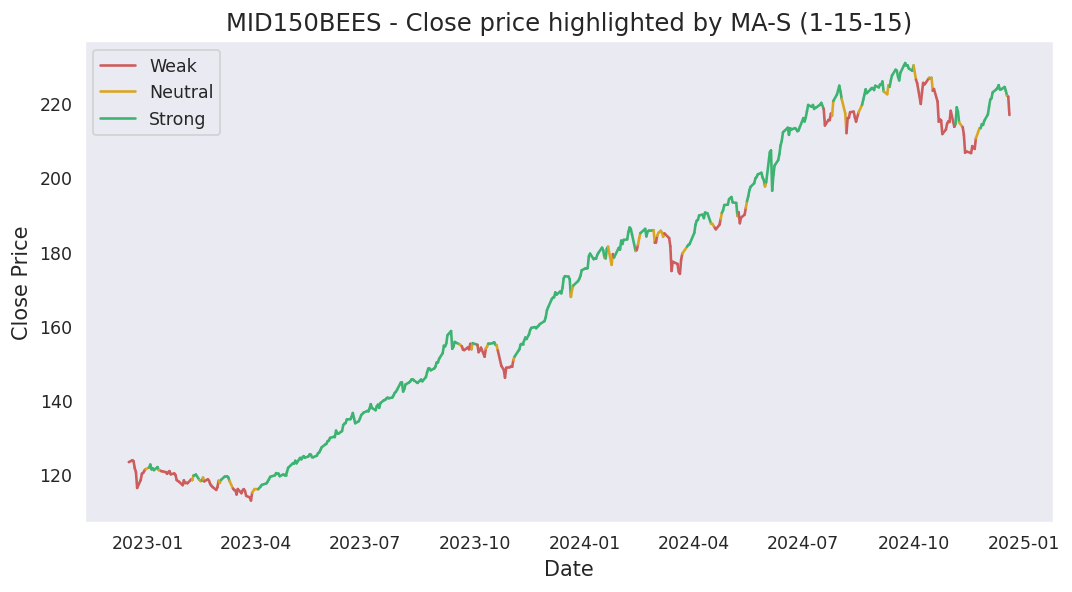 MID150BEES - Close price highlighted by MA-S (1-15-15)
Weak
Neutral
Strong
Close Price
220
200
180
160
140
120
2023-01 2023-04 2023-07 2023-10 2024-01 2024-04 2024-07 2024-10 2025-01
Date